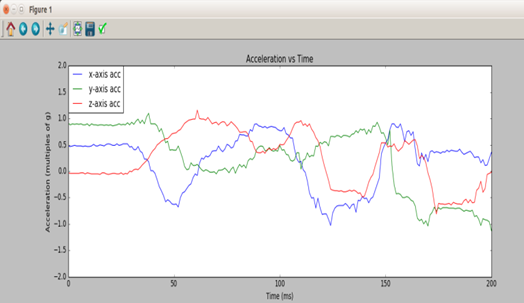 Figure 1
Acceleration vs Time
2.0
1.5
1.0
0.5
0.0
−0.5
−1.0
−1.5
−2.0
Acceleration (multiples of g)
x-axis acc
y-axis acc
z-axis acc
0 50 100 150 200
Time (ms)